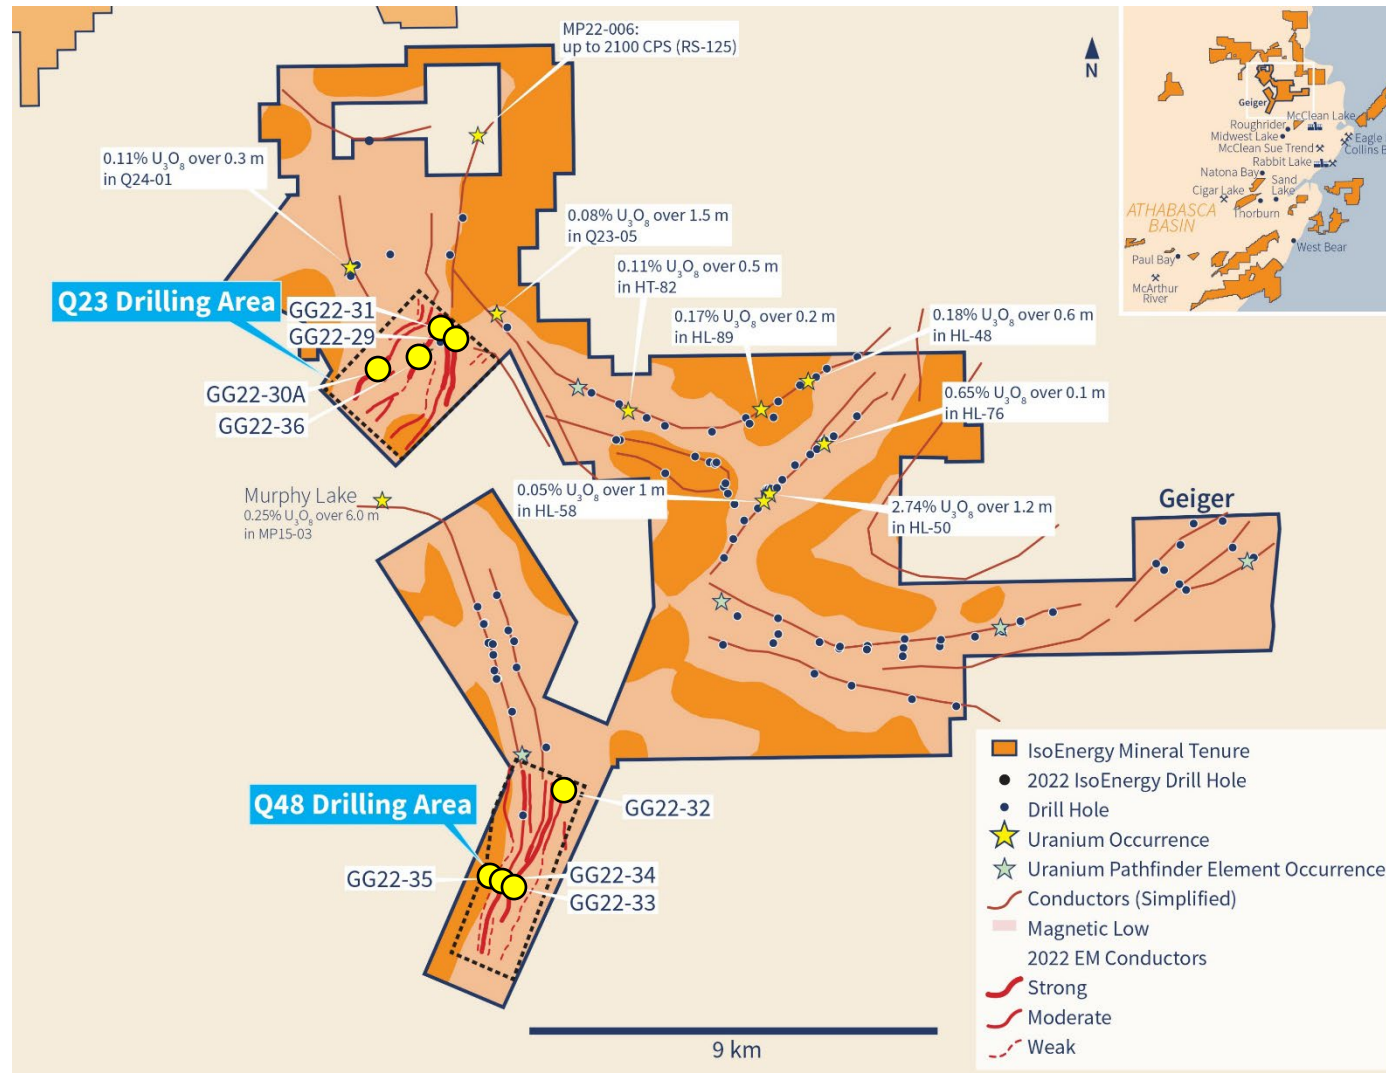 MP22-006:
up to 2100 CPS (RS-125)
N
0.11% U₃O₈ over 0.3 m
in Q24-01
0.08% U₃O₈ over 1.5 m
in Q23-05
0.11% U₃O₈ over 0.5 m
in HT-82
0.17% U₃O₈ over 0.2 m
in HL-89
0.18% U₃O₈ over 0.6 m
in HL-48
0.65% U₃O₈ over 0.1 m
in HL-76
Q23 Drilling Area
GG22-31
GG22-29
GG22-30A
GG22-36
Murphy Lake
0.25% U₃O₈ over 6.0 m
in MP15-03
0.05% U₃O₈ over 1 m
in HL-58
2.74% U₃O₈ over 1.2 m
in HL-50
Geiger
Q48 Drilling Area
GG22-32
GG22-35
GG22-34
GG22-33
9 km
Geiger
McClean Lake
Roughrider
Midwest Lake
Eagle
McClean Sue Trend
Collins B
Rabbit Lake
Natona Bay
Sand
Lake
Cigar Lake
Thorburn
ATHABASCA
BASIN
West Bear
Paul Bay
McArthur
River
IsoEnergy Mineral Tenure
2022 IsoEnergy Drill Hole
Drill Hole
Uranium Occurrence
Uranium Pathfinder Element Occurrence
Conductors (Simplified)
Magnetic Low
2022 EM Conductors
Strong
Moderate
Weak